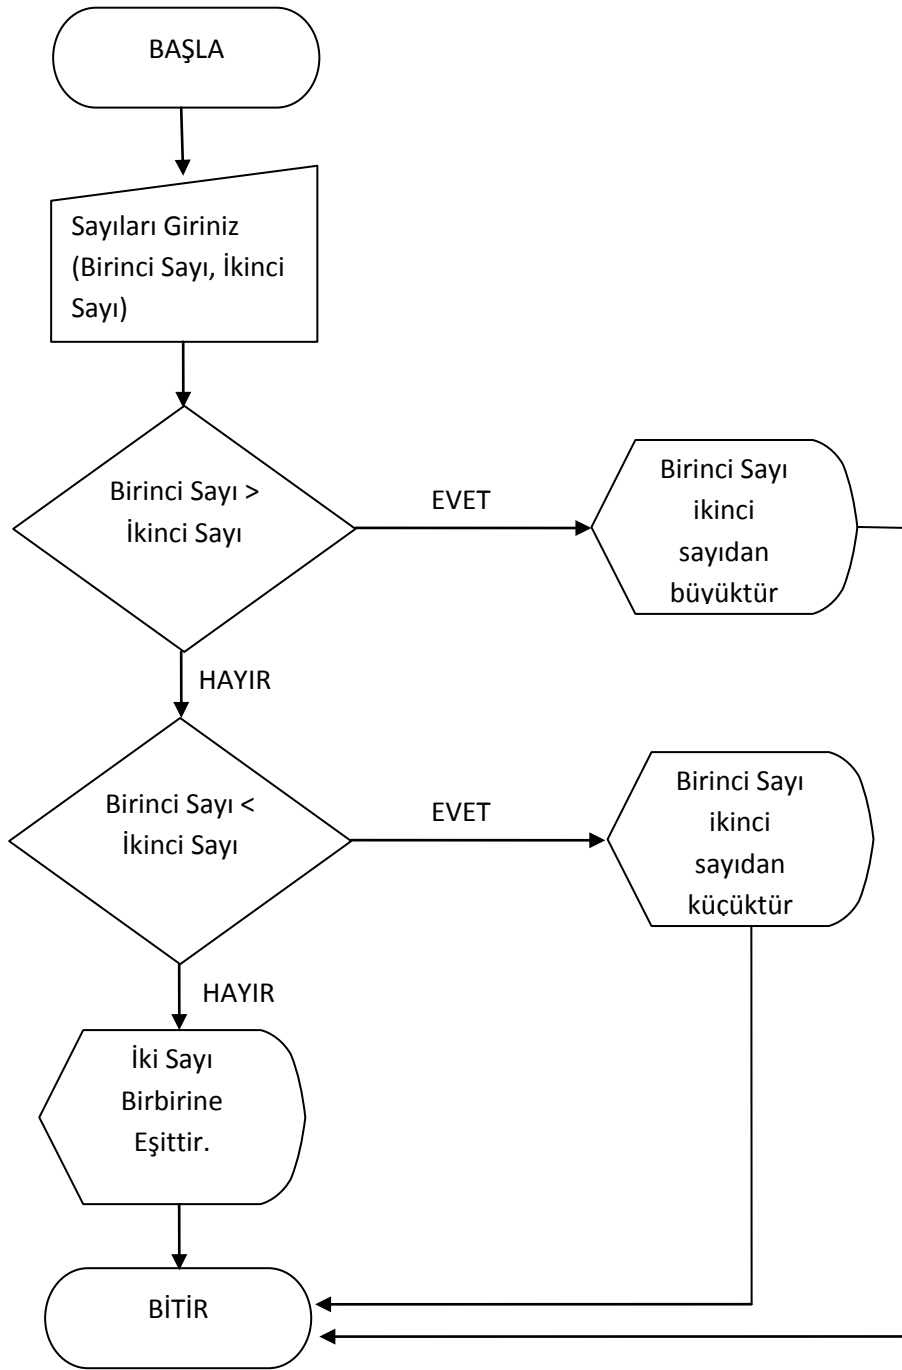 BAŞLA
Sayıları Giriniz
(Birinci Sayı, İkinci
Sayı)
Birinci Sayı >
İkinci Sayı
EVET
Birinci Sayı
ikinci
sayıdan
büyüktür
HAYIR
Birinci Sayı <
İkinci Sayı
EVET
Birinci Sayı
ikinci
sayıdan
küçüktür
HAYIR
İki Sayı
Birbirine
Eşittir.
BİTİR